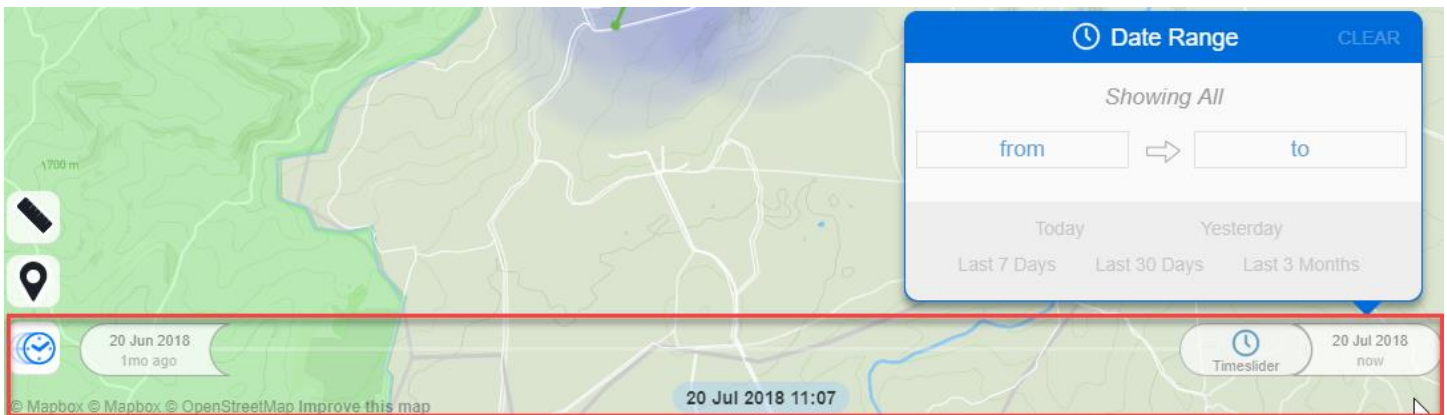 Date Range CLEAR
Showing All
from to
Today Yesterday
Last 7 Days Last 30 Days Last 3 Months
700 m
20 Jun 2018
1mo ago
Timeslider
20 Jul 2018
now
20 Jul 2018 11:07
© Mapbox © Mapbox © OpenStreetMap Improve this map